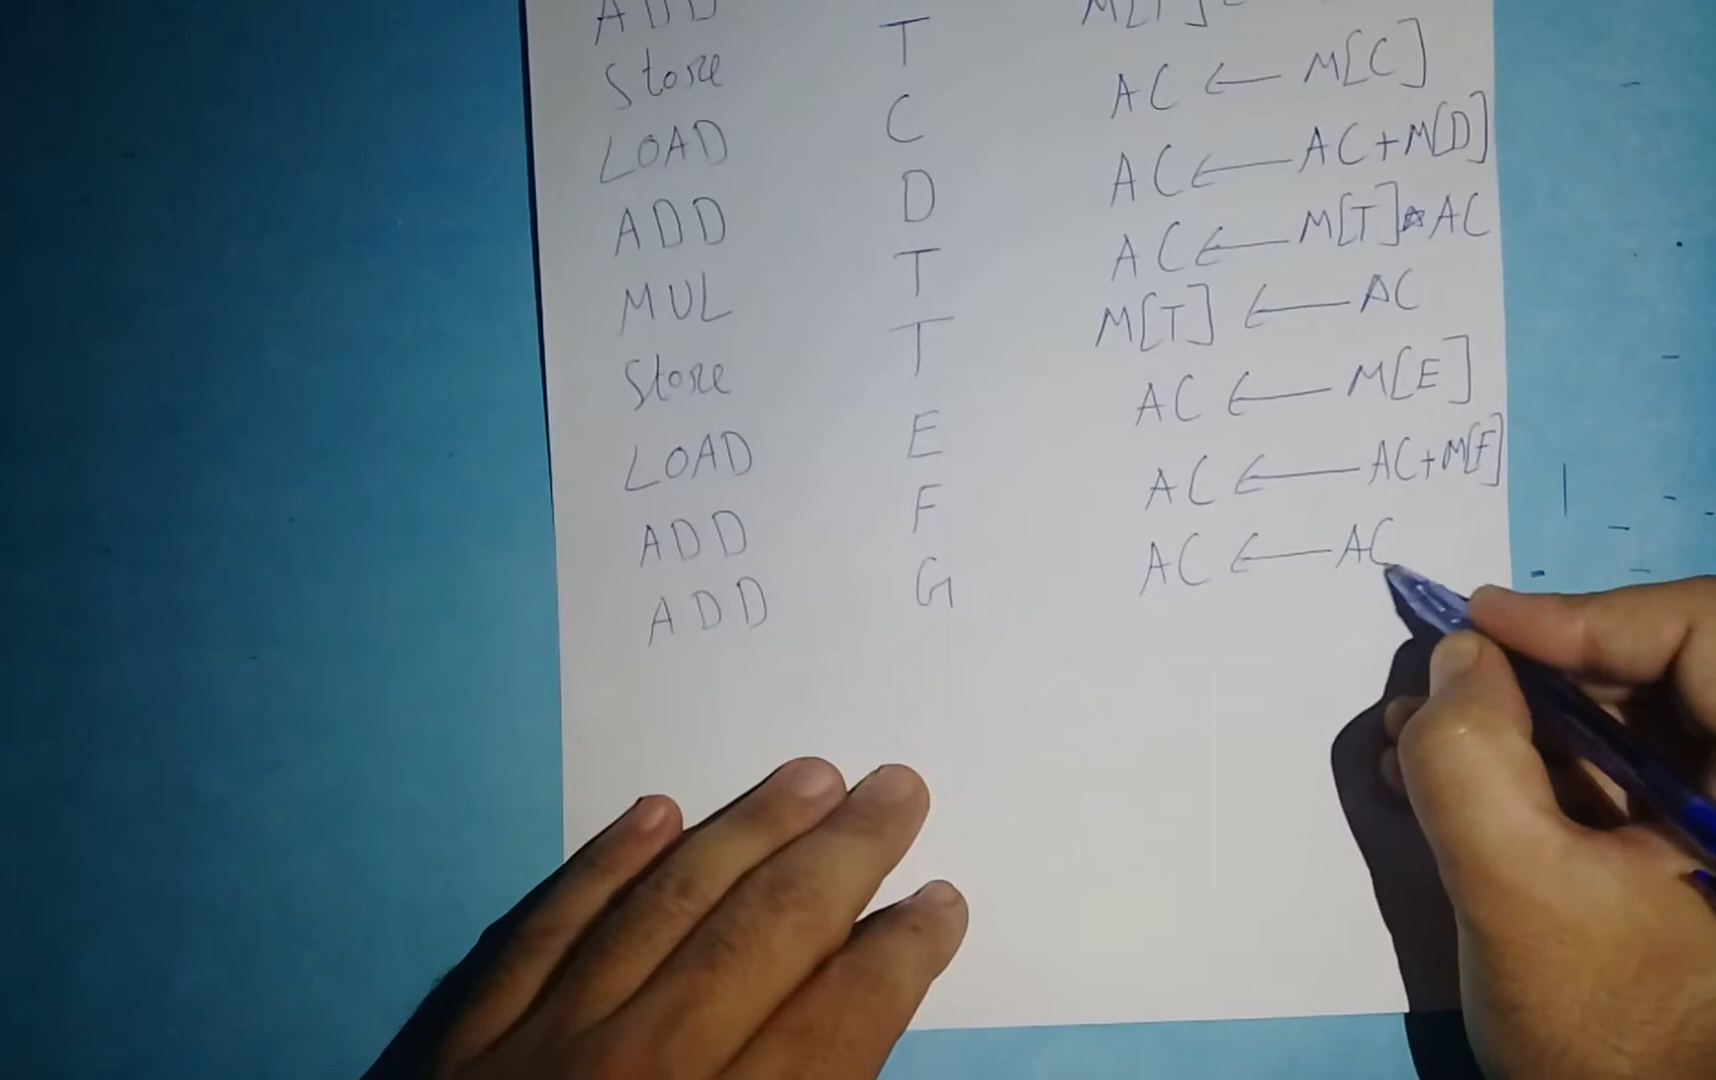 ADD M[T]
Store T AC ← M[C]
LOAD C AC ← AC+M[D]
ADD D AC ← M[T]*AC
MUL T M[T] ← AC
Store T AC ← M[E]
LOAD E AC ← AC+M[F]
ADD F AC ← AC
ADD G